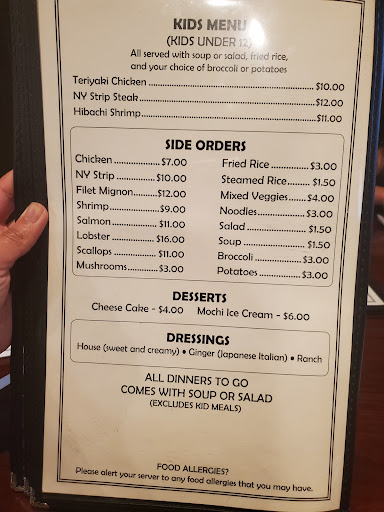 KIDS MENU
(KIDS UNDER 12)
All served with soup or salad, fried rice,
and your choice of broccoli or potatoes
Teriyaki Chicken $10.00
NY Strip Steak $12.00
Hibachi Shrimp $11.00
SIDE ORDERS
Chicken $7.00
NY Strip $10.00
Filet Mignon $12.00
Shrimp $9.00
Salmon $11.00
Lobster $16.00
Scallops $11.00
Mushrooms $3.00
Fried Rice $3.00
Steamed Rice $1.50
Mixed Veggies $4.00
Noodles $3.00
Salad $1.50
Soup $1.50
Broccoli $3.00
Potatoes $3.00
DESSERTS
Cheese Cake - $4.00 Mochi Ice Cream - $6.00
DRESSINGS
House (sweet and creamy) • Ginger (Japanese Italian) • Ranch
ALL DINNERS TO GO
COMES WITH SOUP OR SALAD
(EXCLUDES KID MEALS)
FOOD ALLERGIES?
Please alert your server to any food allergies that you may have.